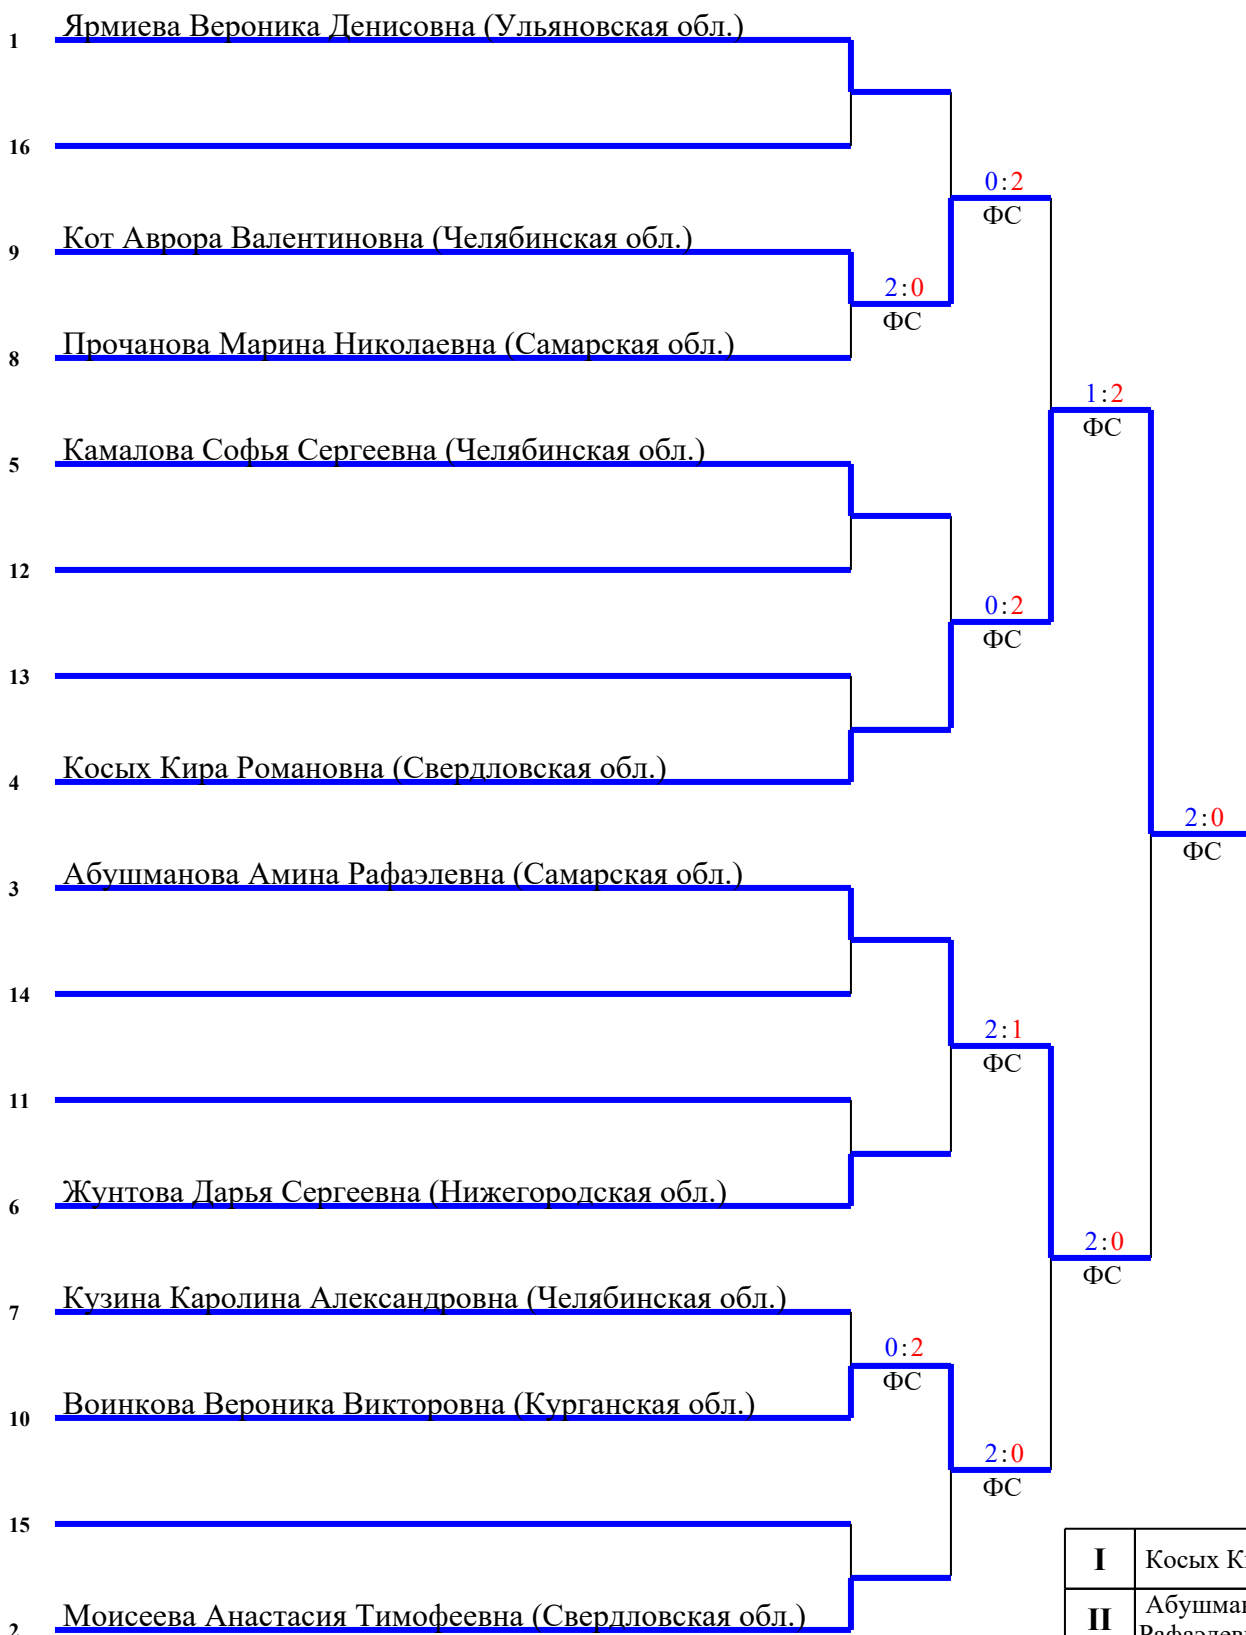 1 Ярмиева Вероника Денисовна (Ульяновская обл.)
16
0:2
ФС
9 Кот Аврора Валентиновна (Челябинская обл.)
2:0
ФС
8 Прочанова Марина Николаевна (Самарская обл.)
1:2
ФС
5 Камалова Софья Сергеевна (Челябинская обл.)
12
0:2
ФС
13
4 Косых Кира Романовна (Свердловская обл.)
2:0
ФС
3 Абушманова Амина Рафаэлевна (Самарская обл.)
14
2:1
ФС
11
6 Жунтова Дарья Сергеевна (Нижегородская обл.)
2:0
ФС
7 Кузина Каролина Александровна (Челябинская обл.)
0:2
ФС
10 Воинкова Вероника Викторовна (Курганская обл.)
2:0
ФС
15
I Косых
2 Моисеева Анастасия Тимофеевна (Свердловская обл.)
II